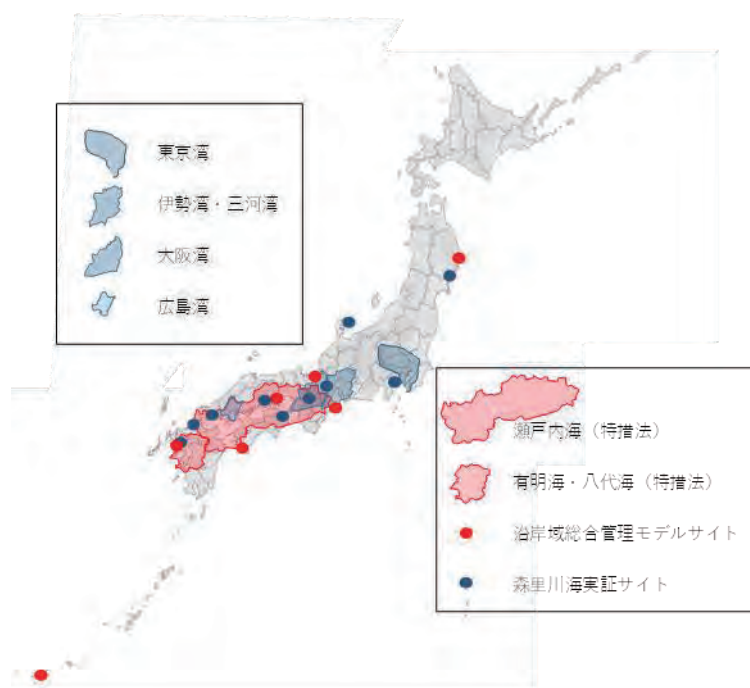 東京湾
伊勢湾・三河湾
大阪湾
広島湾
瀬戸内海（特措法）
有明海・八代海（特措法）
沿岸域総合管理モデルサイト
森里川海実証サイト